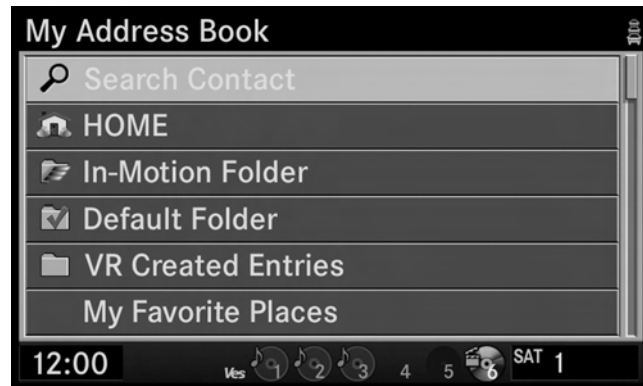 My Address Book
Search Contact
HOME
In-Motion Folder
Default Folder
VR Created Entries
My Favorite Places
12:00 Ves 1 2 3 4 5 6 SAT 1